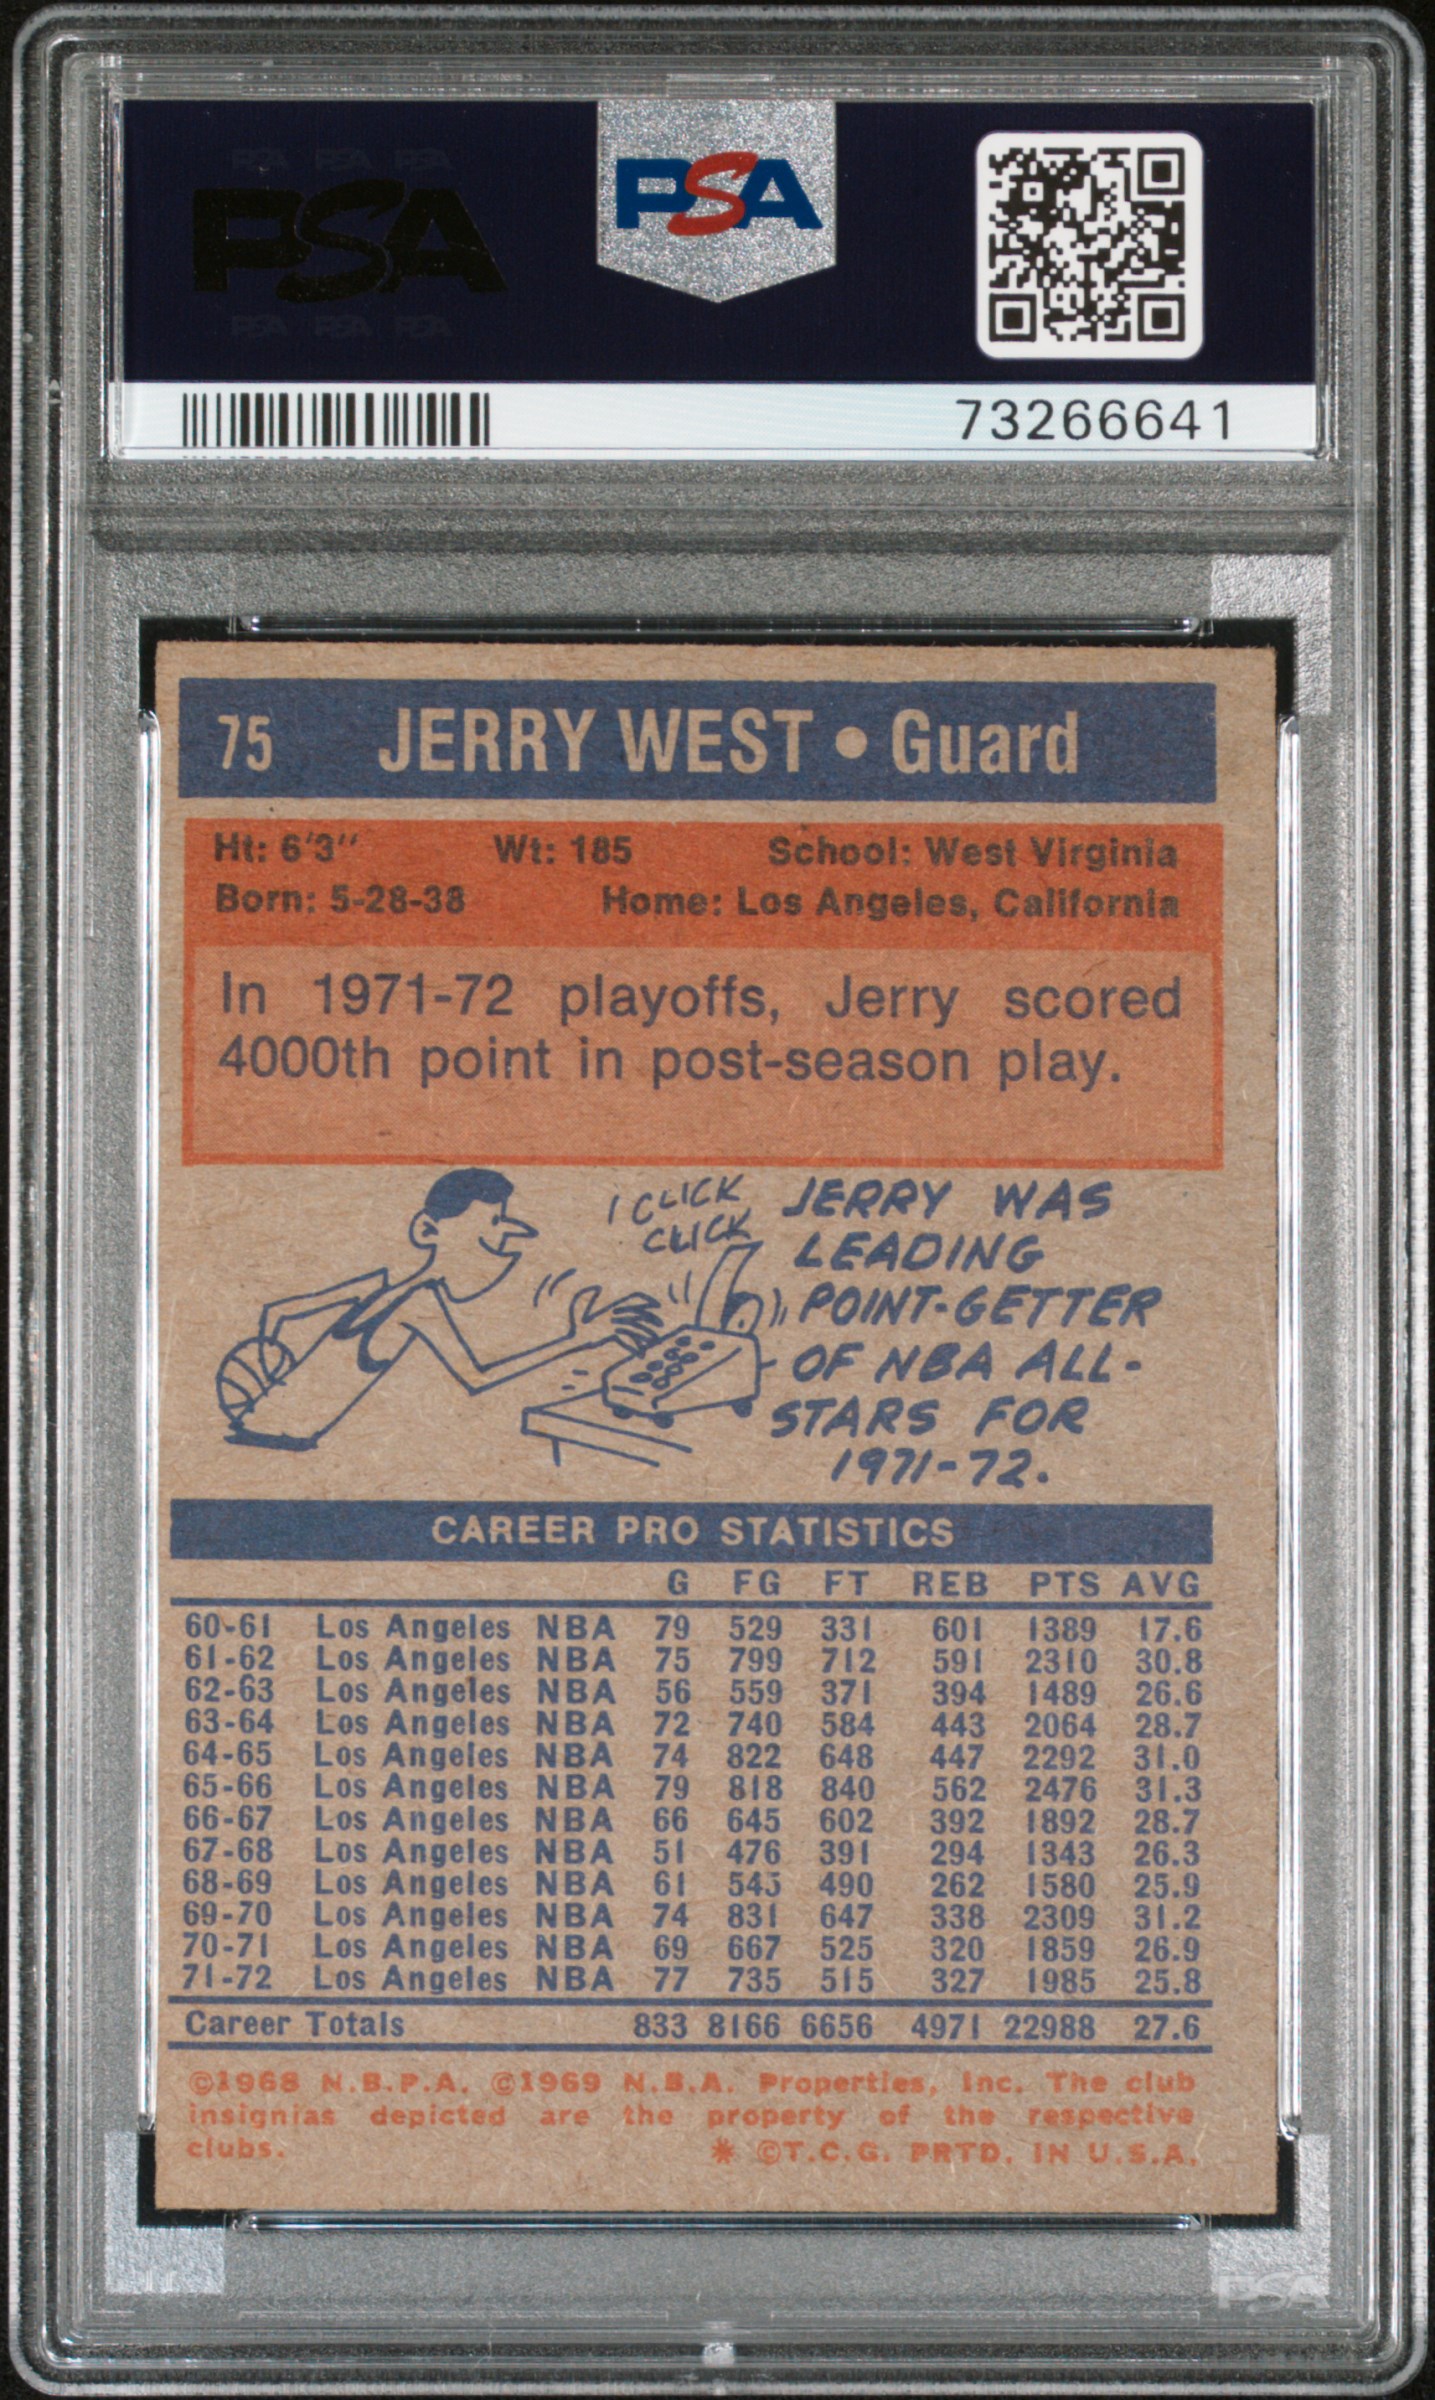 PSA PSA PSA
PSA
PSA PSA PSA
PSA
73266641
75 JERRY WEST • Guard
Ht: 6'3" Wt: 185 School: West Virginia
Born: 5-28-38 Home: Los Angeles, California
In 1971-72 playoffs, Jerry scored
4000th point in post-season play.
I CLICK
CLICK
JERRY WAS
LEADING
POINT-GETTER
OF NBA ALL-
STARS FOR
1971-72.
CAREER PRO STATISTICS
G FG FT REB PTS AVG
60-61 Los Angeles NBA 79 529 331 601 1389 17.6
61-62 Los Angeles NBA 75 799 712 591 2310 30.8
62-63 Los Angeles NBA 56 559 371 394 1489 26.6
63-64 Los Angeles NBA 72 740 584 443 2064 28.7
64-65 Los Angeles NBA 74 822 648 447 2292 31.0
65-66 Los Angeles NBA 79 818 840 562 2476 31.3
66-67 Los Angeles NBA 66 645 602 392 1892 28.7
67-68 Los Angeles NBA 51 476 391 294 1343 26.3
68-69 Los Angeles NBA 61 545 490 262 1580 25.9
69-70 Los Angeles NBA 74 831 647 338 2309 31.2
70-71 Los Angeles NBA 69 667 525 320 1859 26.9
71-72 Los Angeles NBA 77 735 515 327 1985 25.8
Career Totals 833 8166 6656 4971 22988 27.6
©1968 N.B.P.A. ©1969 N.B.A. Properties, Inc. The club
insignias depicted are the property of the respective
clubs. * ©T.C.G. PRTD. IN U.S.A.
PSA